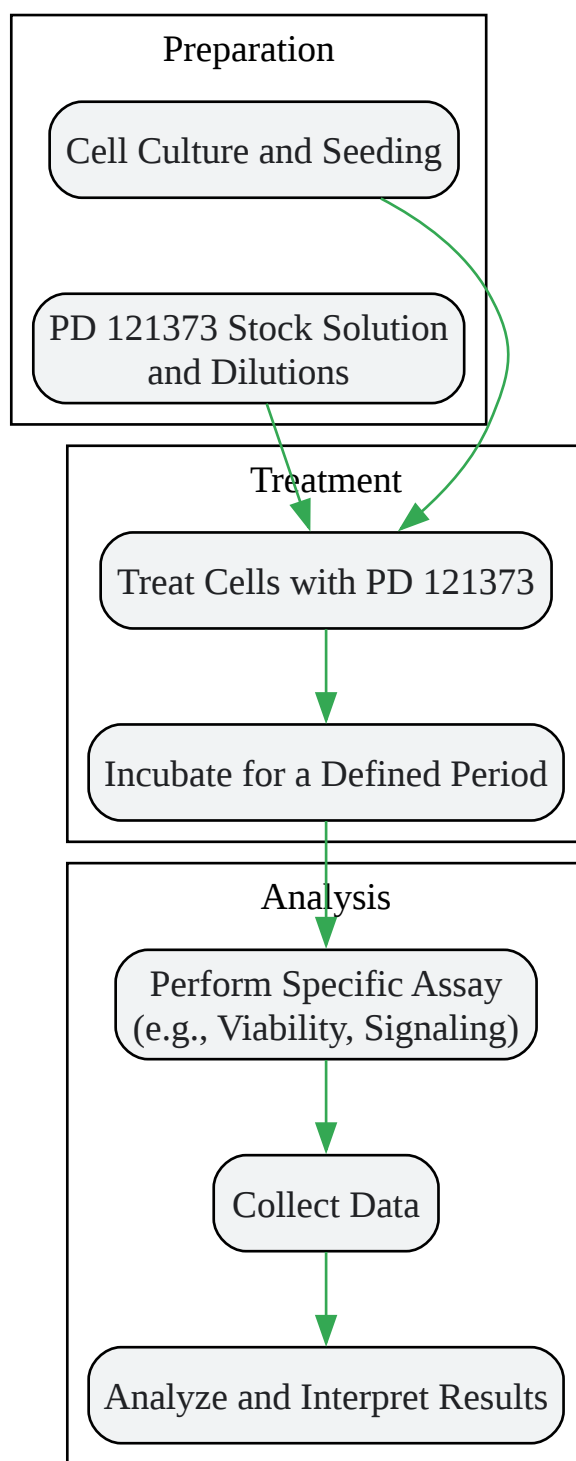 Preparation
Cell Culture and Seeding
PD 121373 Stock Solution
and Dilutions
Treatment
Treat Cells with PD 121373
Incubate for a Defined Period
Analysis
Perform Specific Assay
(e.g., Viability, Signaling)
Collect Data
Analyze and Interpret Results